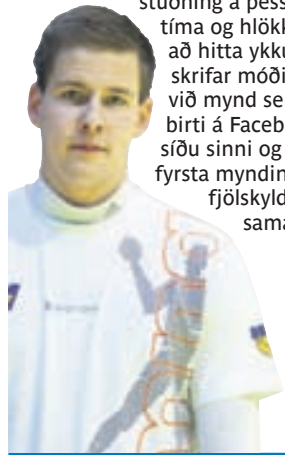 stuðning á þess
tíma og hlökk
að hitta ykku
skrifar móði
við mynd se
birti á Faceb
síðu sinni og
fyrsta myndin
fjölskyld
sama